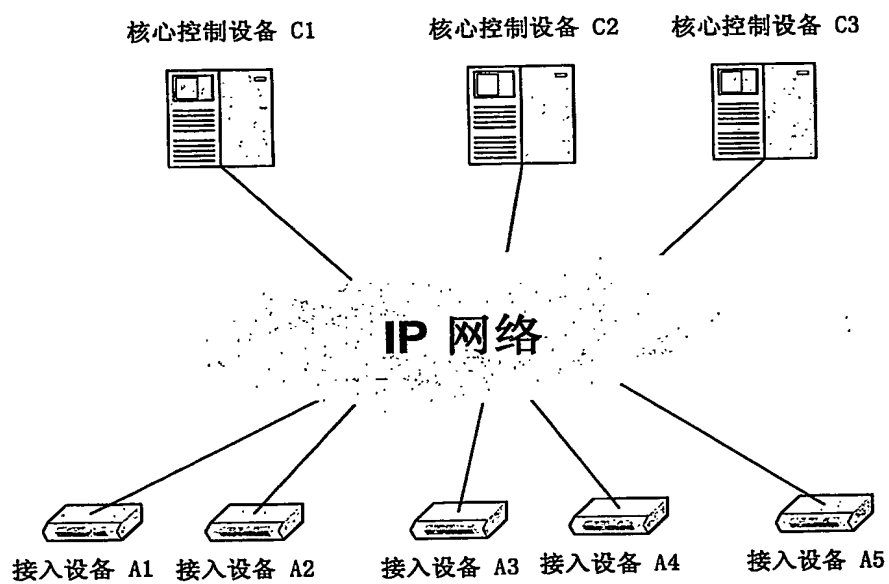 核心控制设备 C1
核心控制设备 C2
核心控制设备 C3
IP 网络
接入设备 A1
接入设备 A2
接入设备 A3
接入设备 A4
接入设备 A5